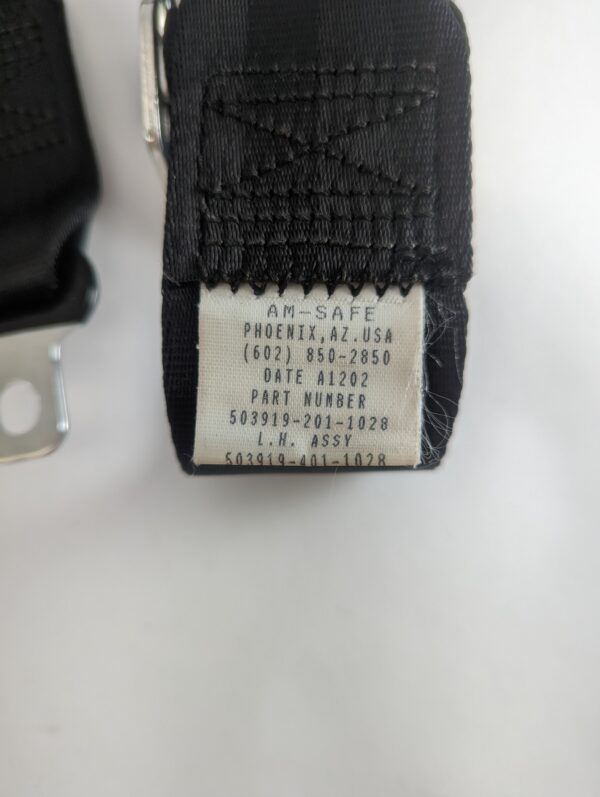 AM-SAFE
PHOENIX,AZ.USA
(602) 850-2850
DATE A1202
PART NUMBER
503919-201-1028
L.H. ASSY
503919-401-1028